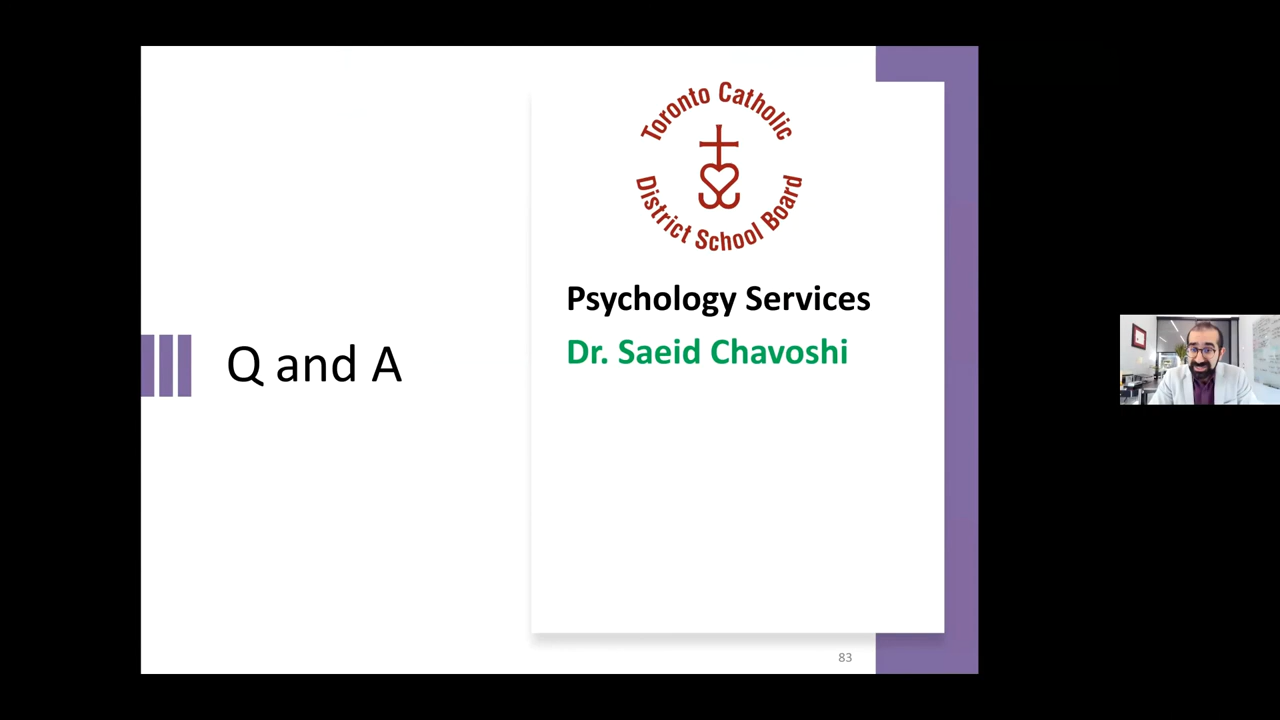 Toronto Catholic
District School Board
Psychology Services
Dr. Saeid Chavoshi
Q and A
83